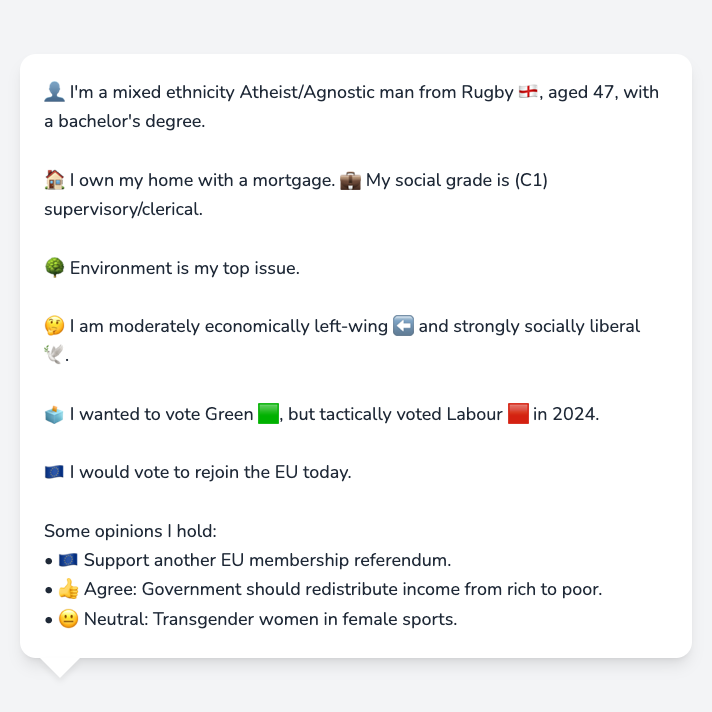 👤 I'm a mixed ethnicity Atheist/Agnostic man from Rugby 🏴󠁧󠁢󠁥󠁮󠁧󠁿, aged 47, with
a bachelor's degree.
🏠 I own my home with a mortgage. 💼 My social grade is (C1)
supervisory/clerical.
🌳 Environment is my top issue.
🤔 I am moderately economically left-wing ⬅️ and strongly socially liberal
🕊️.
🗳️ I wanted to vote Green 🟩, but tactically voted Labour 🟥 in 2024.
🇪🇺 I would vote to rejoin the EU today.
Some opinions I hold:
• 🇪🇺 Support another EU membership referendum.
• 👍 Agree: Government should redistribute income from rich to poor.
• 😐 Neutral: Transgender women in female sports.